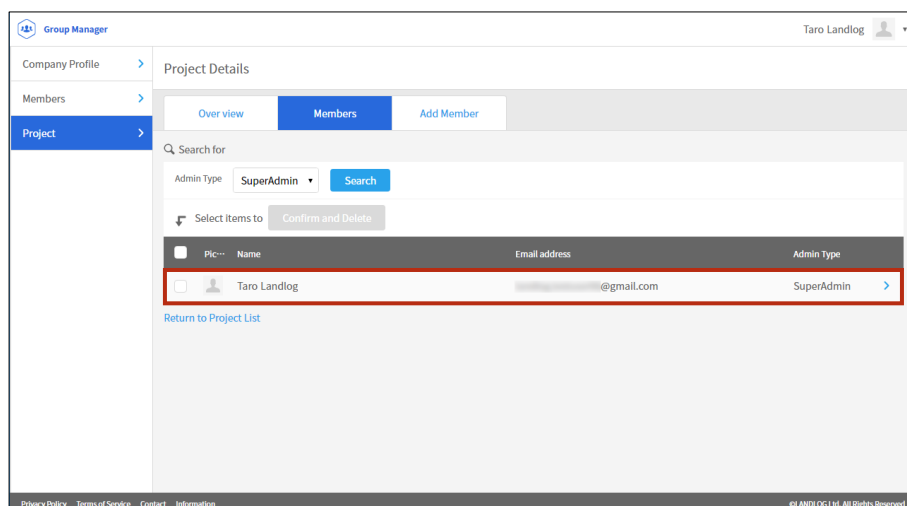 Group Manager
Taro Landlog
Company Profile
Members
Project
Project Details
Over view
Members
Add Member
Search for
Admin Type
SuperAdmin
Search
Select items to
Confirm and Delete
Pic··· Name Email address Admin Type
Taro Landlog @gmail.com SuperAdmin
Return to Project List
Privacy Policy Terms of Service Contact Information
©LANDLOG Ltd. All Rights Reserved